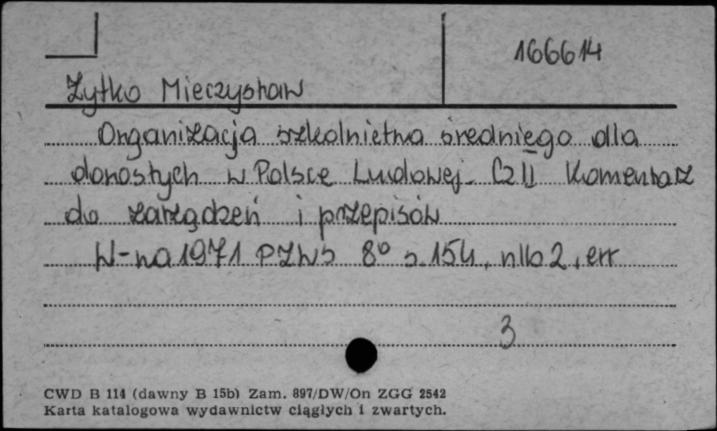 166614
Żytko Mieczysław
Organizacja szkolnictwa średniego dla
dorosłych w Polsce Ludowej. Cz II Komentarz
do zarządzeń i przepisów
W-wa 1971 PZWS 8° s. 154, nlb 2, err
3
CWD B 114 (dawny B 15b) Zam. 897/DW/On ZGG 2542
Karta katalogowa wydawnictw ciągłych i zwartych.